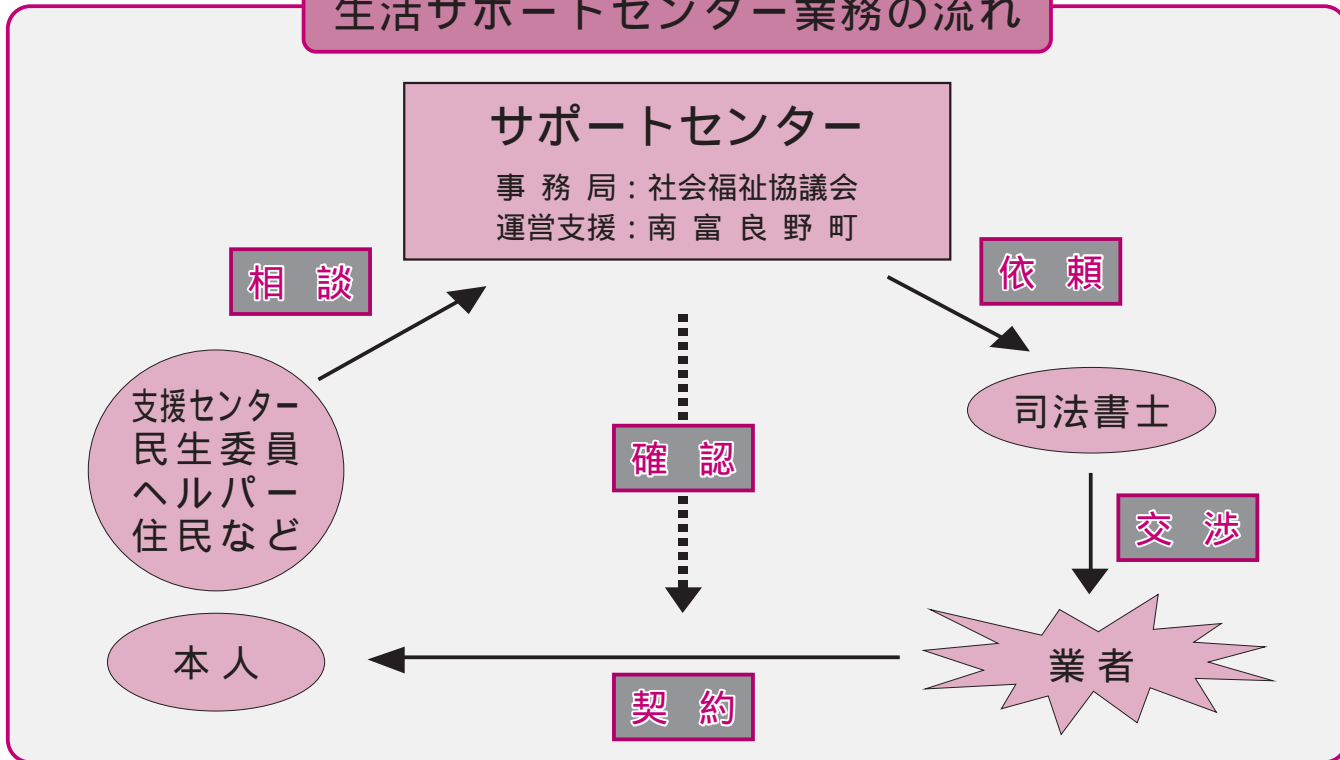 生活サポートセンター業務の流れ
サポートセンター
事務局：社会福祉協議会
運営支援：南富良野町
相談
依頼
支援センター
民生委員
ヘルパー
住民など
確認
司法書士
交渉
本人
業者
契約